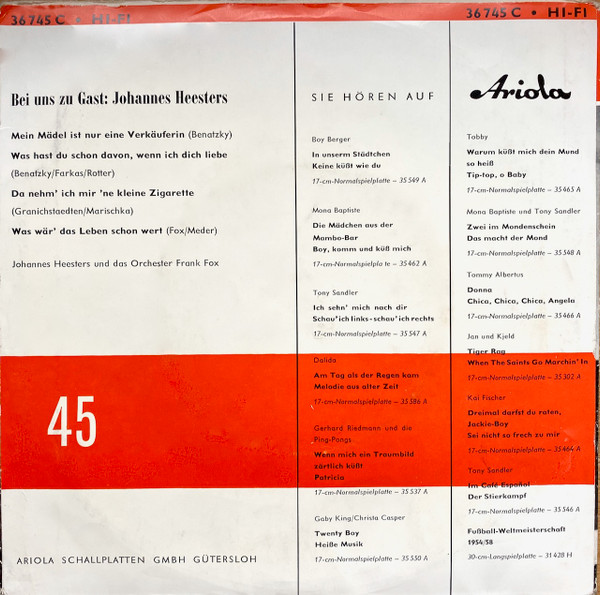 36 745 C • HI-FI
36 745 C • HI-FI
Bei uns zu Gast: Johannes Heesters
Mein Mädel ist nur eine Verkäuferin (Benatzky)
Was hast du schon davon, wenn ich dich liebe
(Benatzky/Farkas/Rotter)
Da nehm' ich mir 'ne kleine Zigarette
(Granichstaedten/Marischka)
Was wär' das Leben schon wert (Fox/Meder)
Johannes Heesters und das Orchester Frank Fox
45
ARIOLA SCHALLPLATTEN GMBH GÜTERSLOH
SIE HÖREN AUF
Boy Berger
In unserm Städtchen
Keine küßt wie du
17-cm-Normalspielplatte – 35 549 A
Mona Baptiste
Die Mädchen aus der
Mambo-Bar
Boy, komm und küß mich
17-cm-Normalspielplatte – 35 462 A
Tony Sandler
Ich sehn' mich nach dir
Schau'ich links-schau'ich rechts
17-cm-Normalspielplatte – 35 547 A
Dalida
Am Tag als der Regen kam
Melodie aus alter Zeit
17-cm-Normalspielplatte – 35 586 A
Gerhard Riedmann und die
Ping-Pongs
Wenn mich ein Traumbild
zärtlich küßt
Patricia
17-cm-Normalspielplatte – 35 537 A
Gaby King/Christa Casper
Twenty Boy
Heiße Musik
17-cm-Normalspielplatte – 35 550 A
Ariola
Tobby
Warum küßt mich dein Mund
so heiß
Tip-top, o Baby
17-cm-Normalspielplatte – 35 465 A
Mona Baptiste und Tony Sandler
Zwei im Mondenschein
Das macht der Mond
17-cm-Normalspielplatte – 35 548 A
Tommy Albertus
Donna
Chica, Chica, Chica, Angela
17-cm-Normalspielplatte – 35 466 A
Jan und Kjeld
Tiger Rag
When The Saints Go Marchin' In
17-cm-Normalspielplatte – 35 302 A
Kai Fischer
Dreimal darfst du raten,
Jackie-Boy
Sei nicht so frech zu mir
17-cm-Normalspielplatte – 35 464 A
Tony Sandler
Im Café Español
Der Stierkampf
17-cm-Normalspielplatte – 35 546 A
Fußball-Weltmeisterschaft
1954/58
30-cm-Langspielplatte – 31 428 H